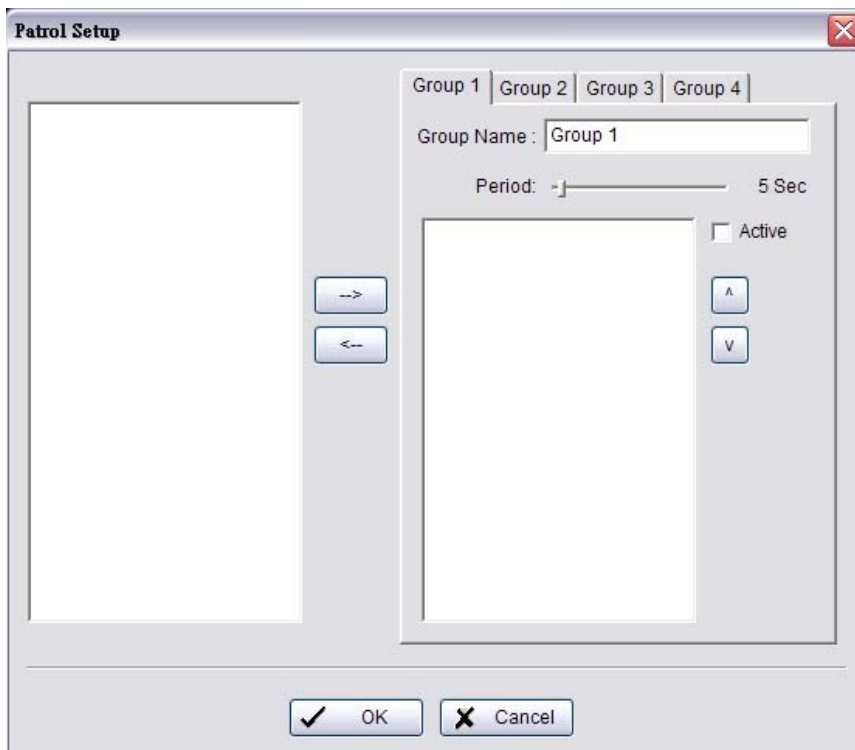 Patrol Setup
Group 1
Group 2
Group 3
Group 4
Group Name :
Group 1
Period:
5 Sec
Active
-->
<--
^
v
OK
Cancel